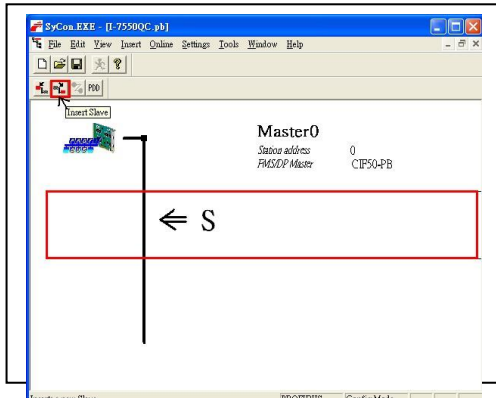 SyCon.EXE - [I-7550QC.pb]
File Edit View Insert Online Settings Tools Window Help
PDD
Insert Slave
Master0
Station address 0
FMS/DP Master CIF50-PB
⇐ S
PROFIBUS Config Mode